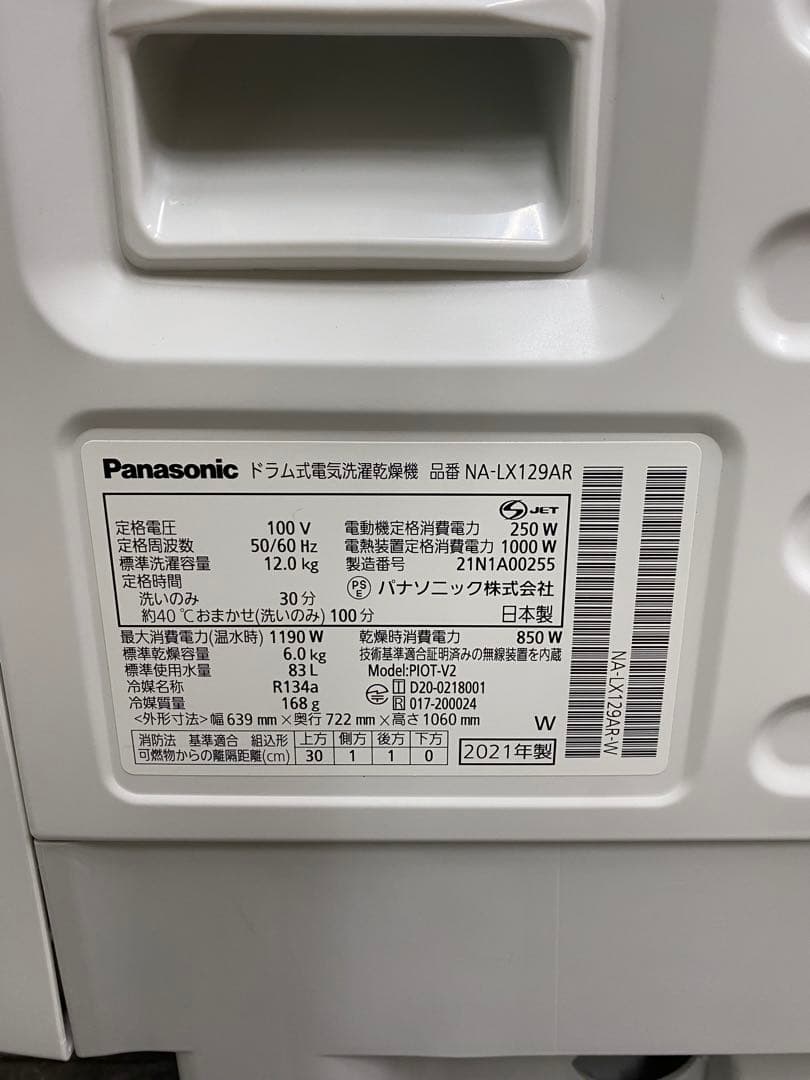 Panasonic ドラム式電気洗濯乾燥機 品番 NA-LX129AR
JET
定格電圧 100 V 電動機定格消費電力 250 W
定格周波数 50/60 Hz 電熱装置定格消費電力 1000 W
標準洗濯容量 12.0 kg 製造番号 21N1A00255
定格時間 PSE パナソニック株式会社
洗いのみ 30 分
約40 ℃おまかせ(洗いのみ) 100 分 日本製
最大消費電力(温水時) 1190 W 乾燥時消費電力 850 W
標準乾燥容量 6.0 kg 技術基準適合証明済みの無線装置を内蔵
標準使用水量 83 L Model:PIOT-V2
冷媒名称 R134a T D20-0218001
冷媒質量 168 g R 017-200024
<外形寸法> 幅 639 mm × 奥行 722 mm × 高さ 1060 mm W
消防法 基準適合 組込形 上方 側方 後方 下方
可燃物からの離隔距離(cm) 30 1 1 0 2021年製
NA-LX129AR-W